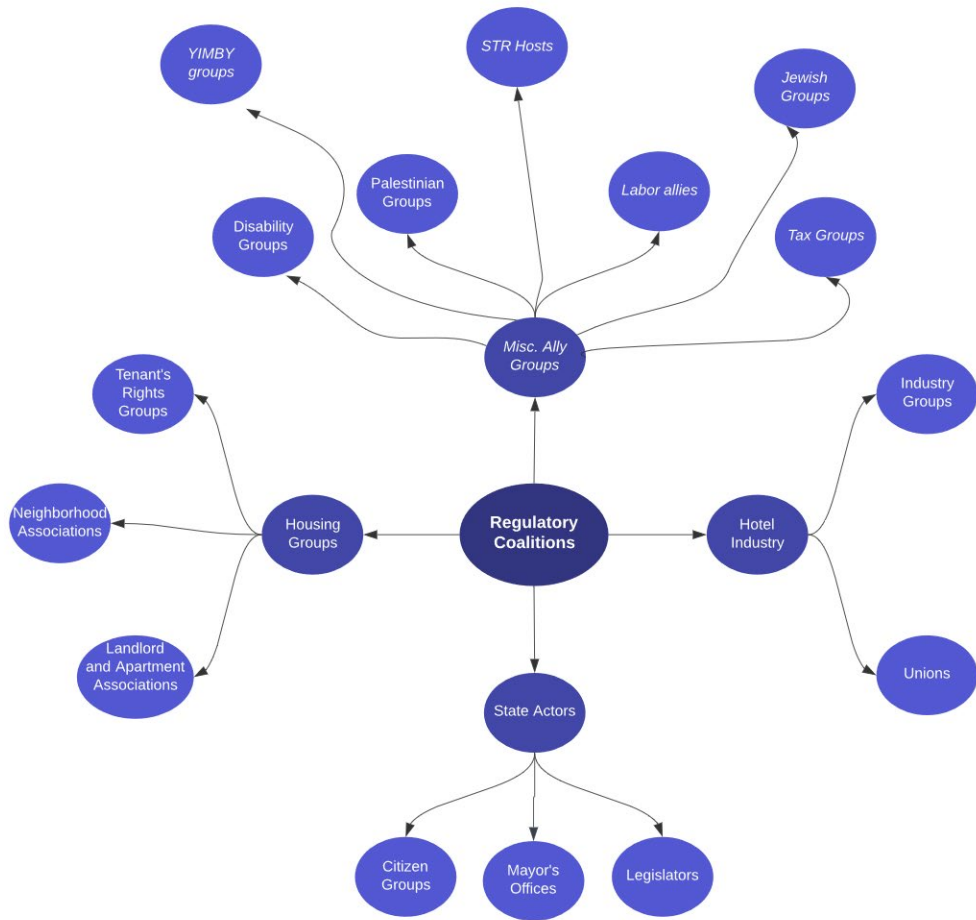 YIMBY
groups
STR Hosts
Jewish
Groups
Palestinian
Groups
Labor allies
Disability
Groups
Tax Groups
Misc. Ally
Groups
Tenant's
Rights
Groups
Industry
Groups
Neighborhood
Associations
Housing
Groups
Regulatory
Coalitions
Hotel
Industry
Landlord
and Apartment
Associations
Unions
State Actors
Citizen
Groups
Mayor's
Offices
Legislators